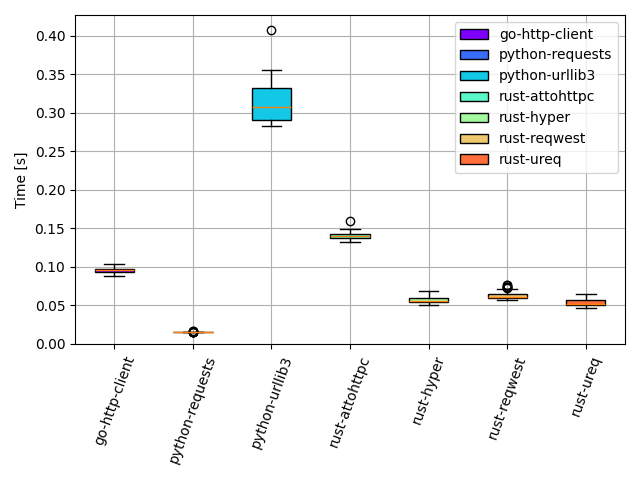 0.40
0.35
0.30
0.25
0.20
0.15
0.10
0.05
0.00
Time [s]
go-http-client
python-requests
python-urllib3
rust-attohttpc
rust-hyper
rust-reqwest
rust-ureq
go-http-client
python-requests
python-urllib3
rust-attohttpc
rust-hyper
rust-reqwest
rust-ureq